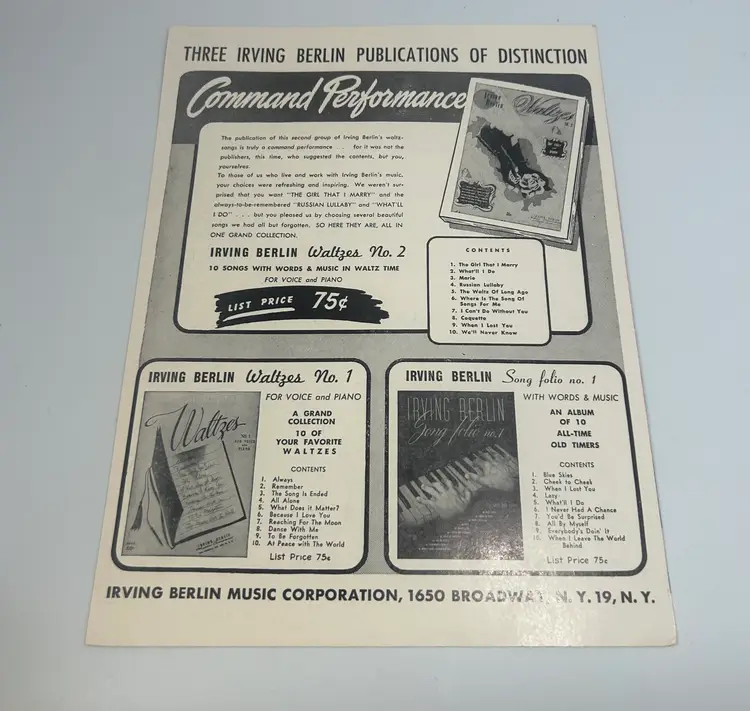 THREE IRVING BERLIN PUBLICATIONS OF DISTINCTION
Command Performance
The publication of this second group of Irving Berlin's waltz-
songs is truly a command performance . . . for it was not the
publishers, this time, who suggested the contents, but you,
yourselves.
To those of us who live and work with Irving Berlin's music,
your choices were refreshing and inspiring. We weren't sur-
prised that you want "THE GIRL THAT I MARRY" and the
always-to-be-remembered "RUSSIAN LULLABY" and "WHAT'LL
I DO" . . . but you pleased us by choosing several beautiful
songs we had all but forgotten. SO HERE THEY ARE, ALL IN
ONE GRAND COLLECTION.
IRVING BERLIN Waltzes No. 2
10 SONGS WITH WORDS & MUSIC IN WALTZ TIME
FOR VOICE and PIANO
LIST PRICE 75¢
Irving Berlin Waltzes
CONTENTS
1. The Girl That I Marry
2. What'll I Do
3. Marie
4. Russian Lullaby
5. The Waltz Of Long Ago
6. Where Is The Song Of
Songs For Me
7. I Can't Do Without You
8. Coquette
9. When I Lost You
10. We'll Never Know
IRVING BERLIN Waltzes No. 1
FOR VOICE and PIANO
Waltzes
NO. 1
FOR VOICE
AND
PIANO
A GRAND
COLLECTION
10 OF
YOUR FAVORITE
WALTZES
CONTENTS
1. Always
2. Remember
3. The Song Is Ended
4. All Alone
5. What Does it Matter?
6. Because I Love You
7. Reaching For The Moon
8. Dance With Me
9. To Be Forgotten
10. At Peace with The World
List Price 75¢
IRVING BERLIN Song folio no. 1
WITH WORDS & MUSIC
IRVING BERLIN
Song folio no. 1
AN ALBUM
OF 10
ALL-TIME
OLD TIMERS
CONTENTS
1. Blue Skies
2. Cheek to Cheek
3. When I Lost You
4. Lazy
5. What'll I Do
6. I Never Had A Chance
7. You'd Be Surprised
8. All By Myself
9. Everybody's Doin' It
10. When I Leave The World
Behind
List Price 75¢
IRVING BERLIN MUSIC CORPORATION, 1650 BROADWAY, N. Y. 19, N. Y.